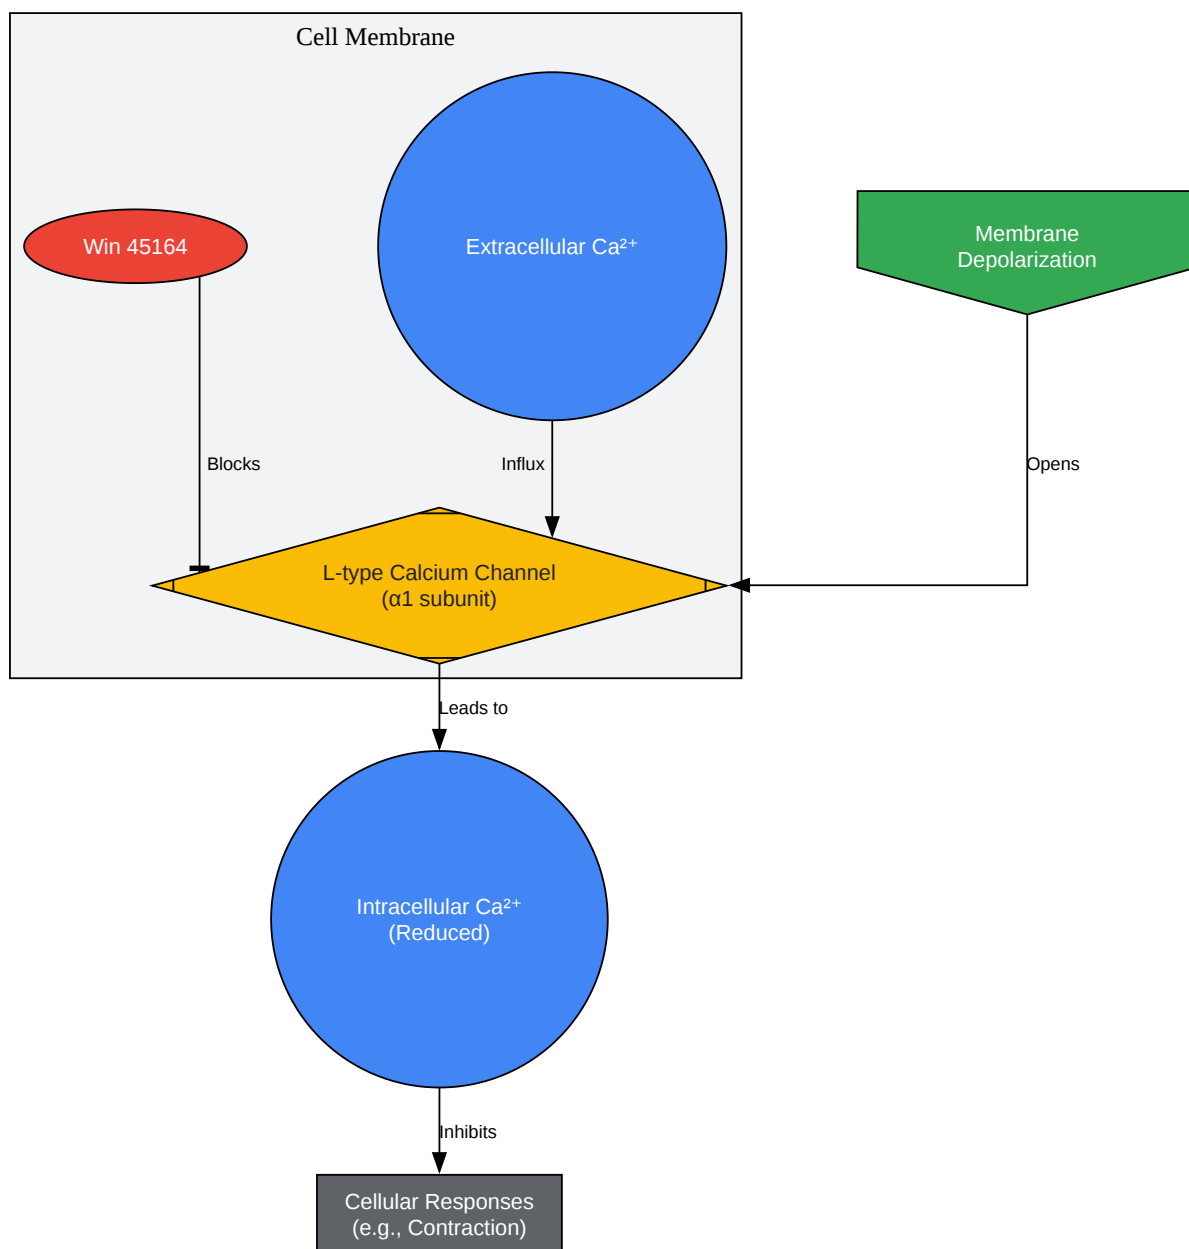 Cell Membrane
Win 45164
Extracellular Ca²⁺
Membrane
Depolarization
Blocks
Influx
Opens
L-type Calcium Channel
(α1 subunit)
Leads to
Intracellular Ca²⁺
(Reduced)
Inhibits
Cellular Responses
(e.g., Contraction)